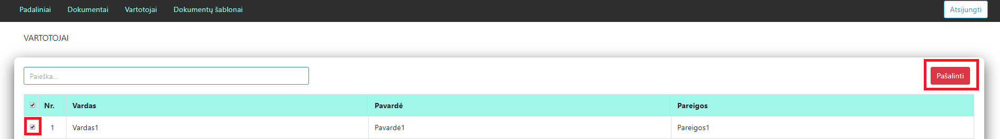 Padaliniai Dokumentai Vartotojai Dokumentų šablonai Atsijungti
VARTOTOJAI
Paieška... Pašalinti
Nr. Vardas Pavardė Pareigos
1 Vardas1 Pavardė1 Pareigos1